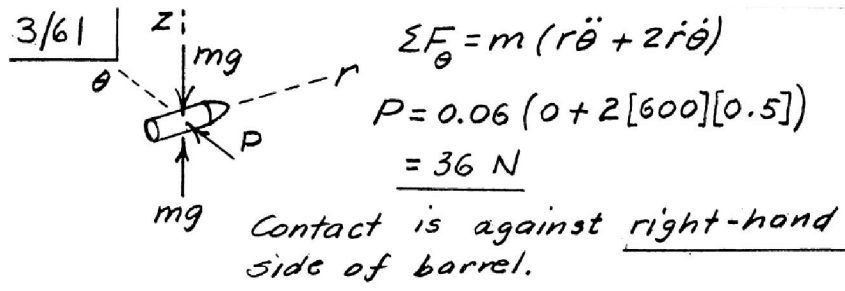 3/61
z
mg
θ
r
P
mg
ΣF_θ = m (rθ̈ + 2ṙθ̇)
P = 0.06 (0 + 2[600][0.5])
= 36 N
Contact is against right-hand
side of barrel.